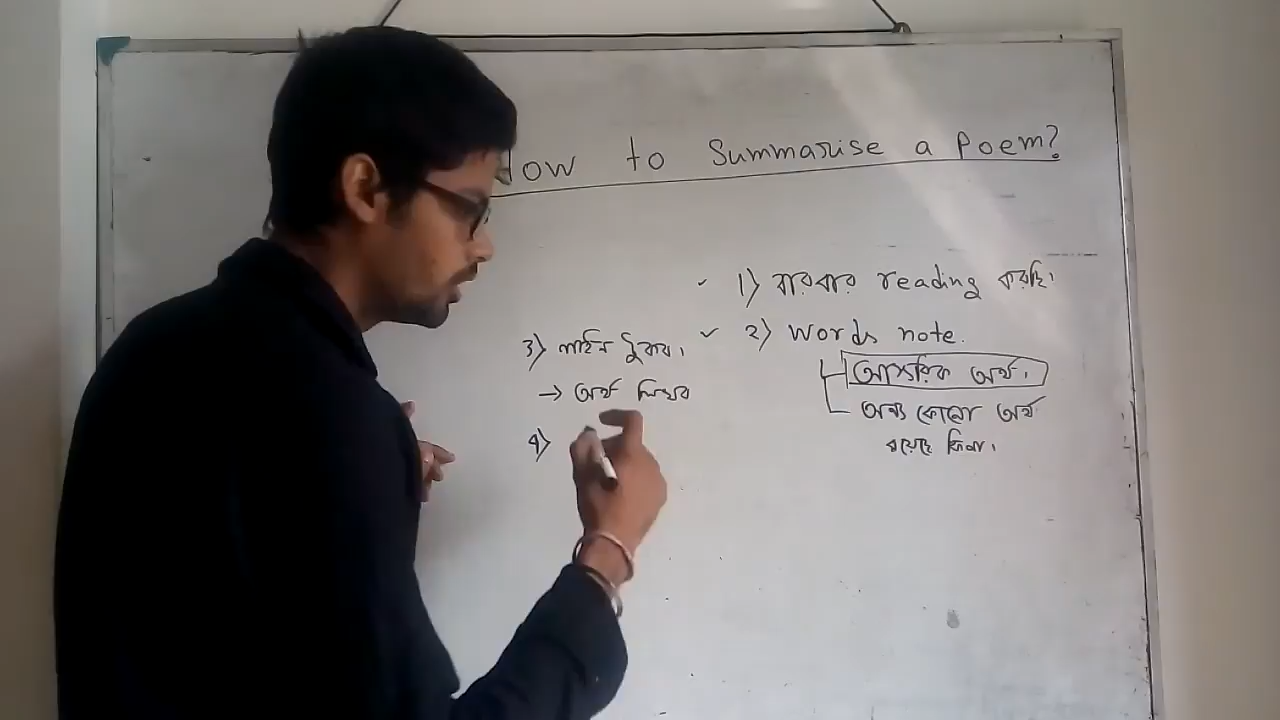 How to Summarise a Poem?
1) বারবার reading করছি।
2) Words note.
আক্ষরিক অর্থ।
অন্য কোনো অর্থ
রয়েছে কিনা।
3) লাইন টুকব।
→ অর্থ লিখব
4)